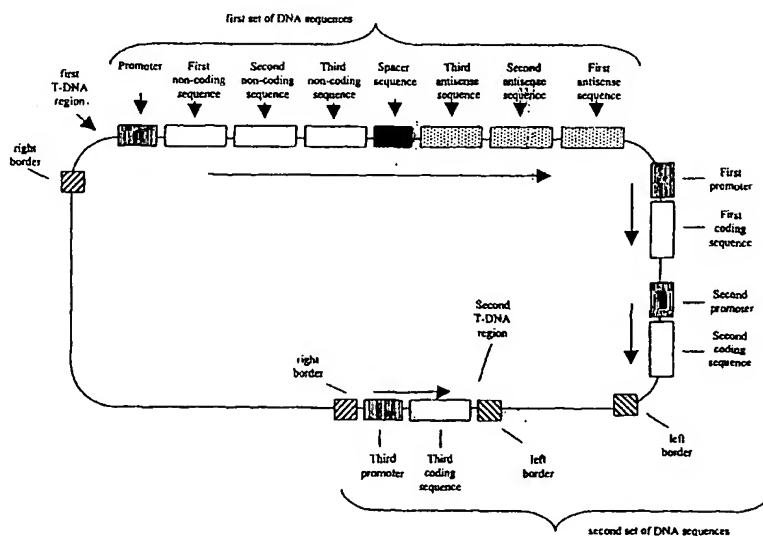 first set of DNA sequences
first
T-DNA
region
Promoter
First
non-coding
sequence
Second
non-coding
sequence
Third
non-coding
sequence
Spacer
sequence
Third
antisense
sequence
Second
antisense
sequence
First
antisense
sequence
right
border
First
promoter
First
coding
sequence
Second
promoter
Second
coding
sequence
Second
T-DNA
region
right
border
Third
promoter
Third
coding
sequence
left
border
left
border
second set of DNA sequences